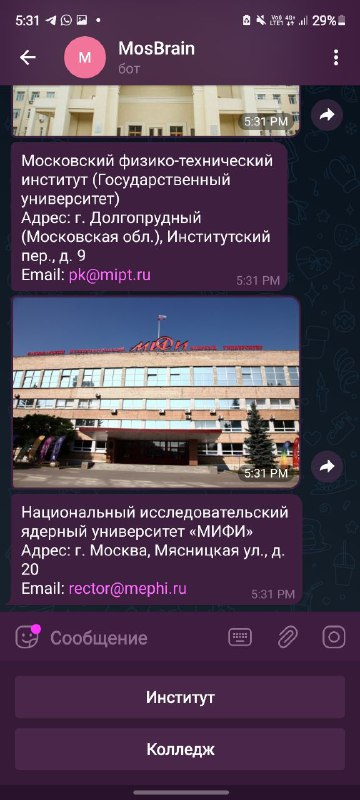 5:31
29%
M
MosBrain
бот
5:31 PM
Московский физико-технический
институт (Государственный
университет)
Адрес: г. Долгопрудный
(Московская обл.), Институтский
пер., д. 9
Email: pk@mipt.ru
5:31 PM
МИФИ
5:31 PM
Национальный исследовательский
ядерный университет «МИФИ»
Адрес: г. Москва, Мясницкая ул., д.
20
Email: rector@mephi.ru
5:31 PM
Сообщение
Институт
Колледж